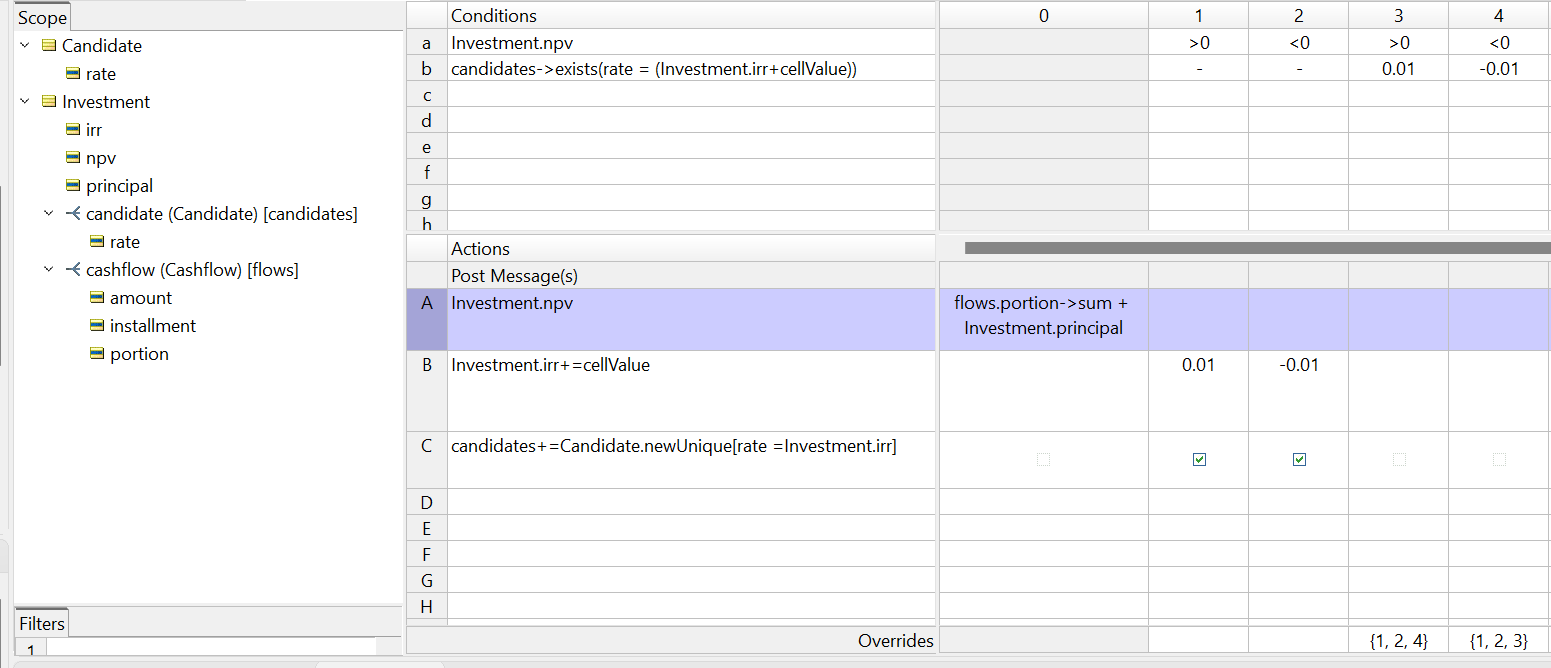 Scope
Candidate
rate
Investment
irr
npv
principal
candidate (Candidate) [candidates]
rate
cashflow (Cashflow) [flows]
amount
installment
portion
Filters
1
Conditions 0 1 2 3 4
a Investment.npv >0 <0 >0 <0
b candidates->exists(rate = (Investment.irr+cellValue)) - - 0.01 -0.01
c
d
e
f
g
h
Actions
Post Message(s)
A Investment.npv flows.portion->sum +
Investment.principal
B Investment.irr+=cellValue 0.01 -0.01
C candidates+=Candidate.newUnique[rate =Investment.irr]
D
E
F
G
H
Overrides {1, 2, 4} {1, 2, 3}